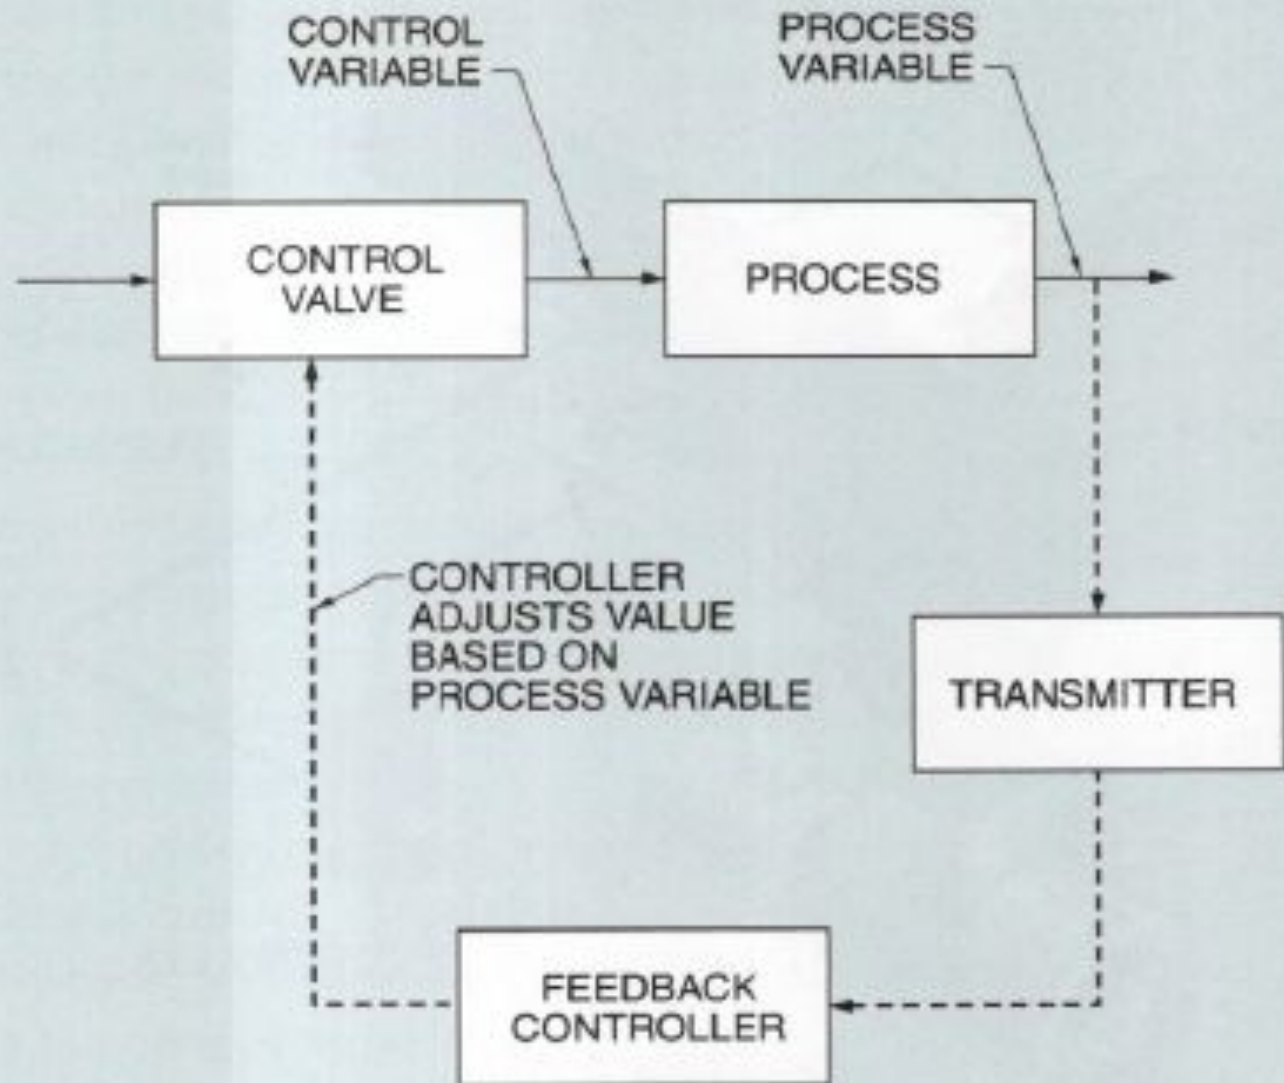 CONTROL
VARIABLE
PROCESS
VARIABLE
CONTROL
VALVE
PROCESS
CONTROLLER
ADJUSTS VALUE
BASED ON
PROCESS VARIABLE
TRANSMITTER
FEEDBACK
CONTROLLER